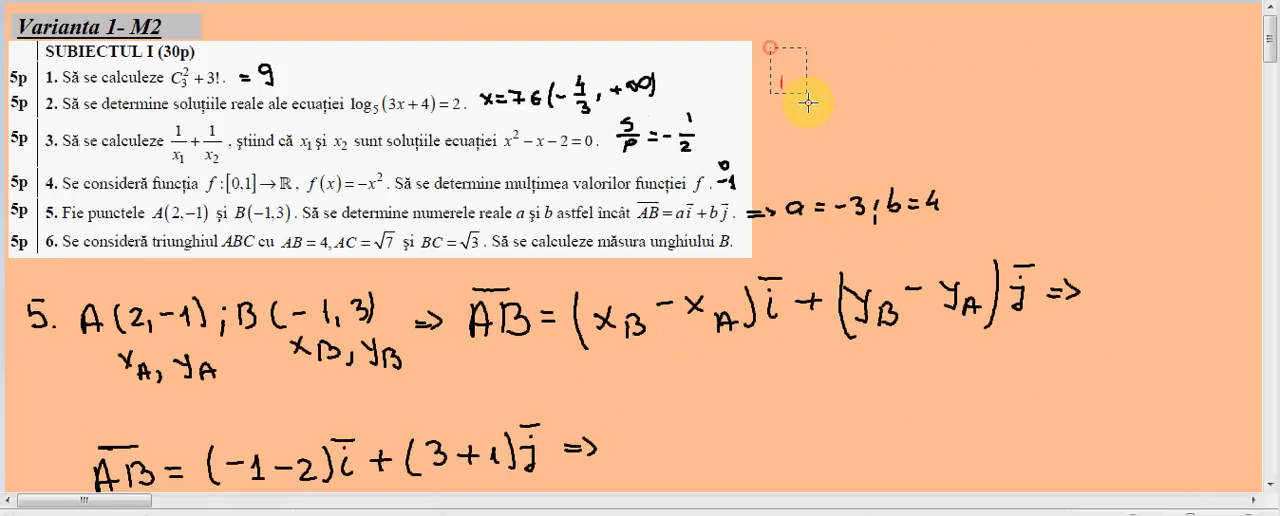 Varianta 1- M2
SUBIECTUL I (30p)
5p 1. Să se calculeze C₃² + 3!. = 9
5p 2. Să se determine soluțiile reale ale ecuației log₅(3x+4)=2. x=7∈(-4/3, +∞)
5p 3. Să se calculeze 1/x₁ + 1/x₂, știind că x₁ și x₂ sunt soluțiile ecuației x² − x − 2 = 0. S/P = -1/2
5p 4. Se consideră funcția f:[0,1]→ℝ, f(x)=−x². Să se determine mulțimea valorilor funcției f. 0 -1
5p 5. Fie punctele A(2,−1) și B(−1,3). Să se determine numerele reale a și b astfel încât A̅B̅=ai̅+bj̅. => a = -3; b = 4
5p 6. Se consideră triunghiul ABC cu AB=4, AC=√7 și BC=√3. Să se calculeze măsura unghiului B.
5. A(2,-1); B(-1,3) => A̅B̅ = (x_B - x_A)i̅ + (y_B - y_A)j̅ =>
x_A, y_A x_B, y_B
A̅B̅ = (-1-2)i̅ + (3+1)j̅ =>